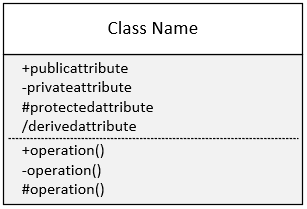 Class Name
+publicattribute
-privateattribute
#protectedattribute
/derivedattribute
+operation()
-operation()
#operation()